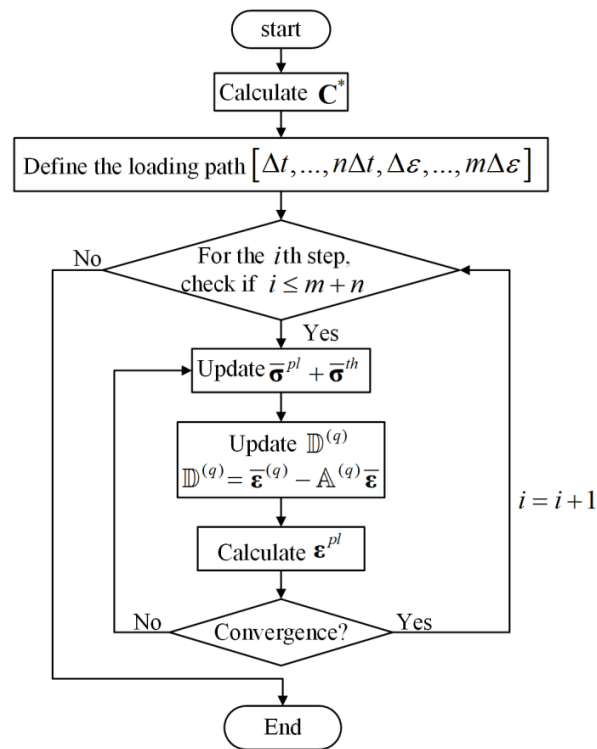 start
Calculate C*
Define the loading path [Δt,...,nΔt,Δε,...,mΔε]
No
For the ith step,
check if i ≤ m + n
Yes
Update σ̅ᵖˡ + σ̅ᵗʰ
Update 𝔻⁽q⁾
𝔻⁽q⁾ = ε̅⁽q⁾ − 𝔸⁽q⁾ ε̅
i = i + 1
Calculate εᵖˡ
No
Convergence?
Yes
End